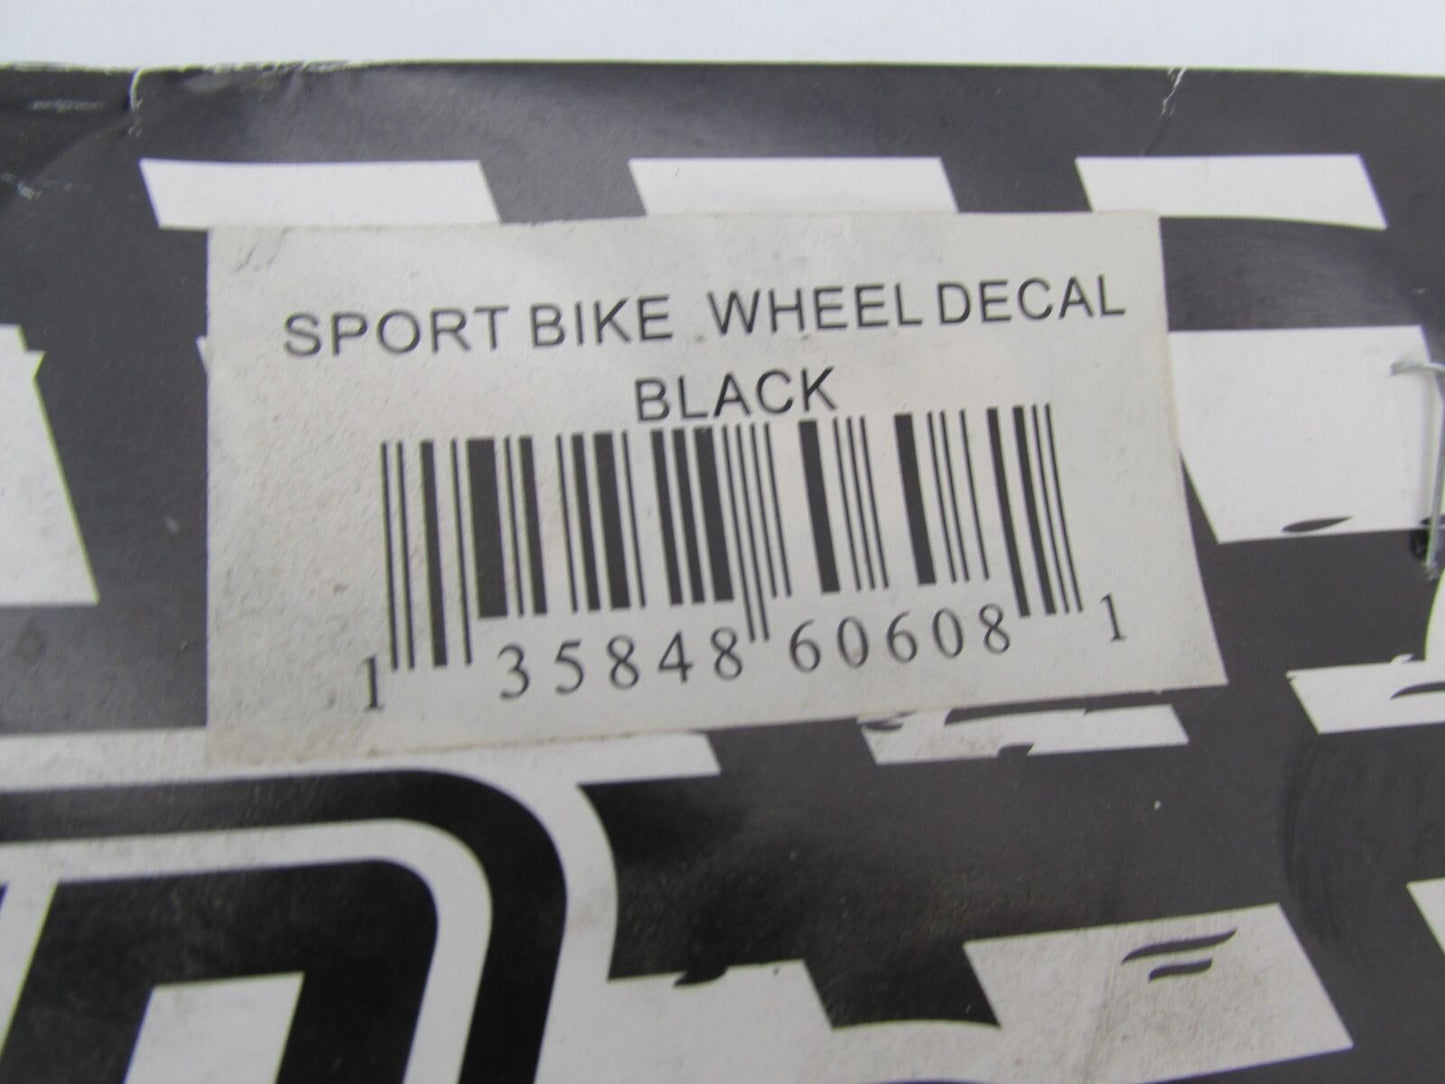 SPORT BIKE WHEEL DECAL
BLACK
1 35848 60608 1